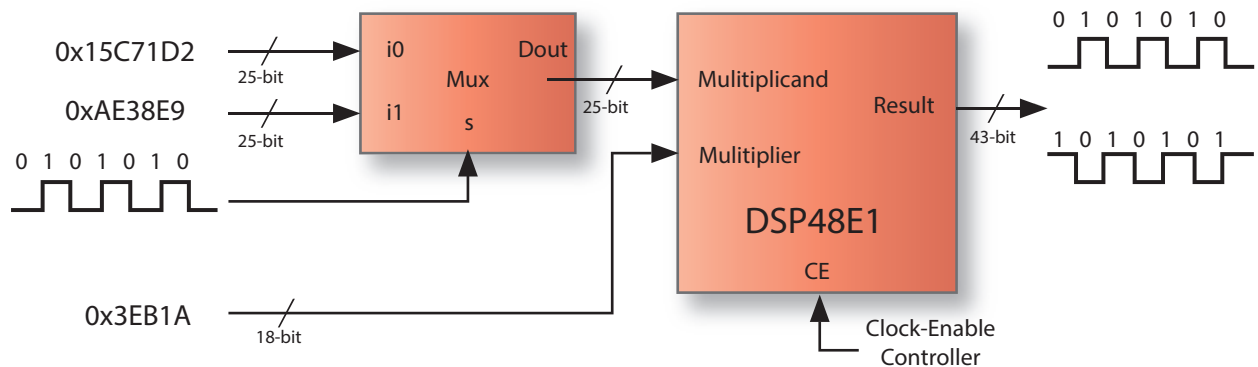 0x15C71D2
25-bit
0xAE38E9
25-bit
0 1 0 1 0 1 0
0x3EB1A
18-bit
i0
Dout
Mux
i1
s
25-bit
Mulitiplicand
Result
Mulitiplier
DSP48E1
CE
Clock-Enable
Controller
43-bit
0 1 0 1 0 1 0
1 0 1 0 1 0 1